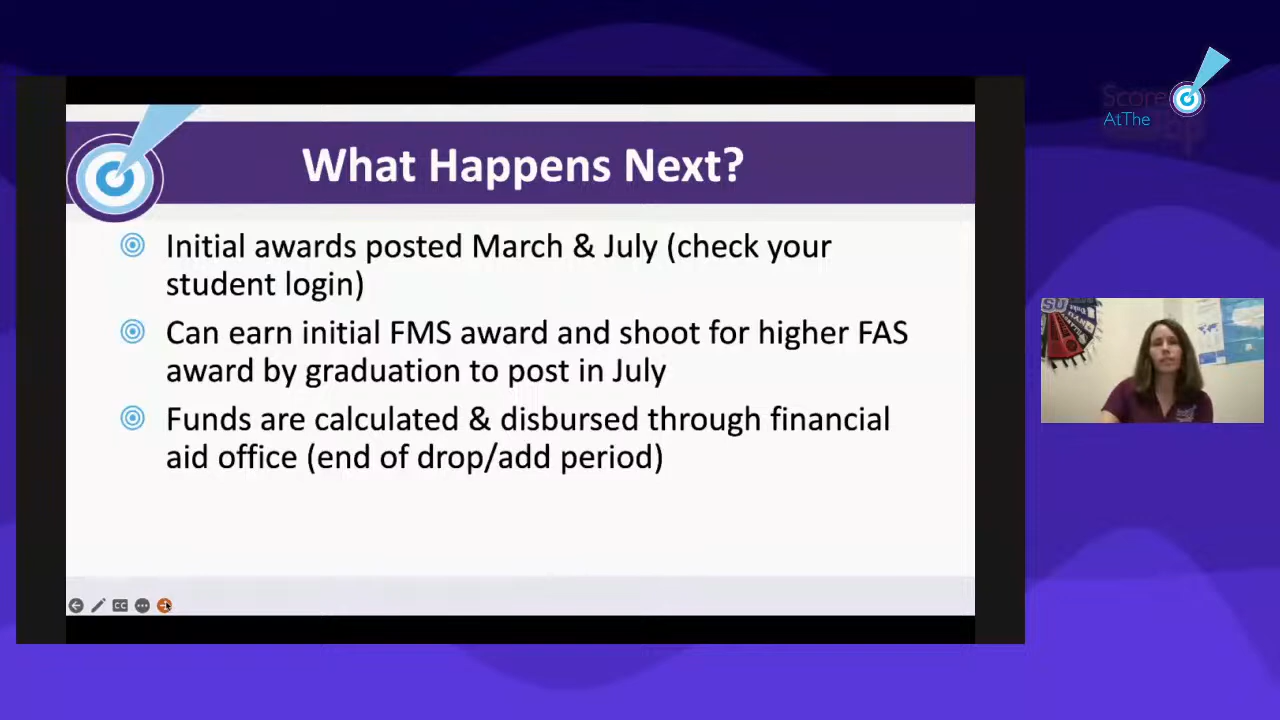 Score
AtThe
What Happens Next?
Initial awards posted March & July (check your
student login)
Can earn initial FMS award and shoot for higher FAS
award by graduation to post in July
Funds are calculated & disbursed through financial
aid office (end of drop/add period)
CC
SU